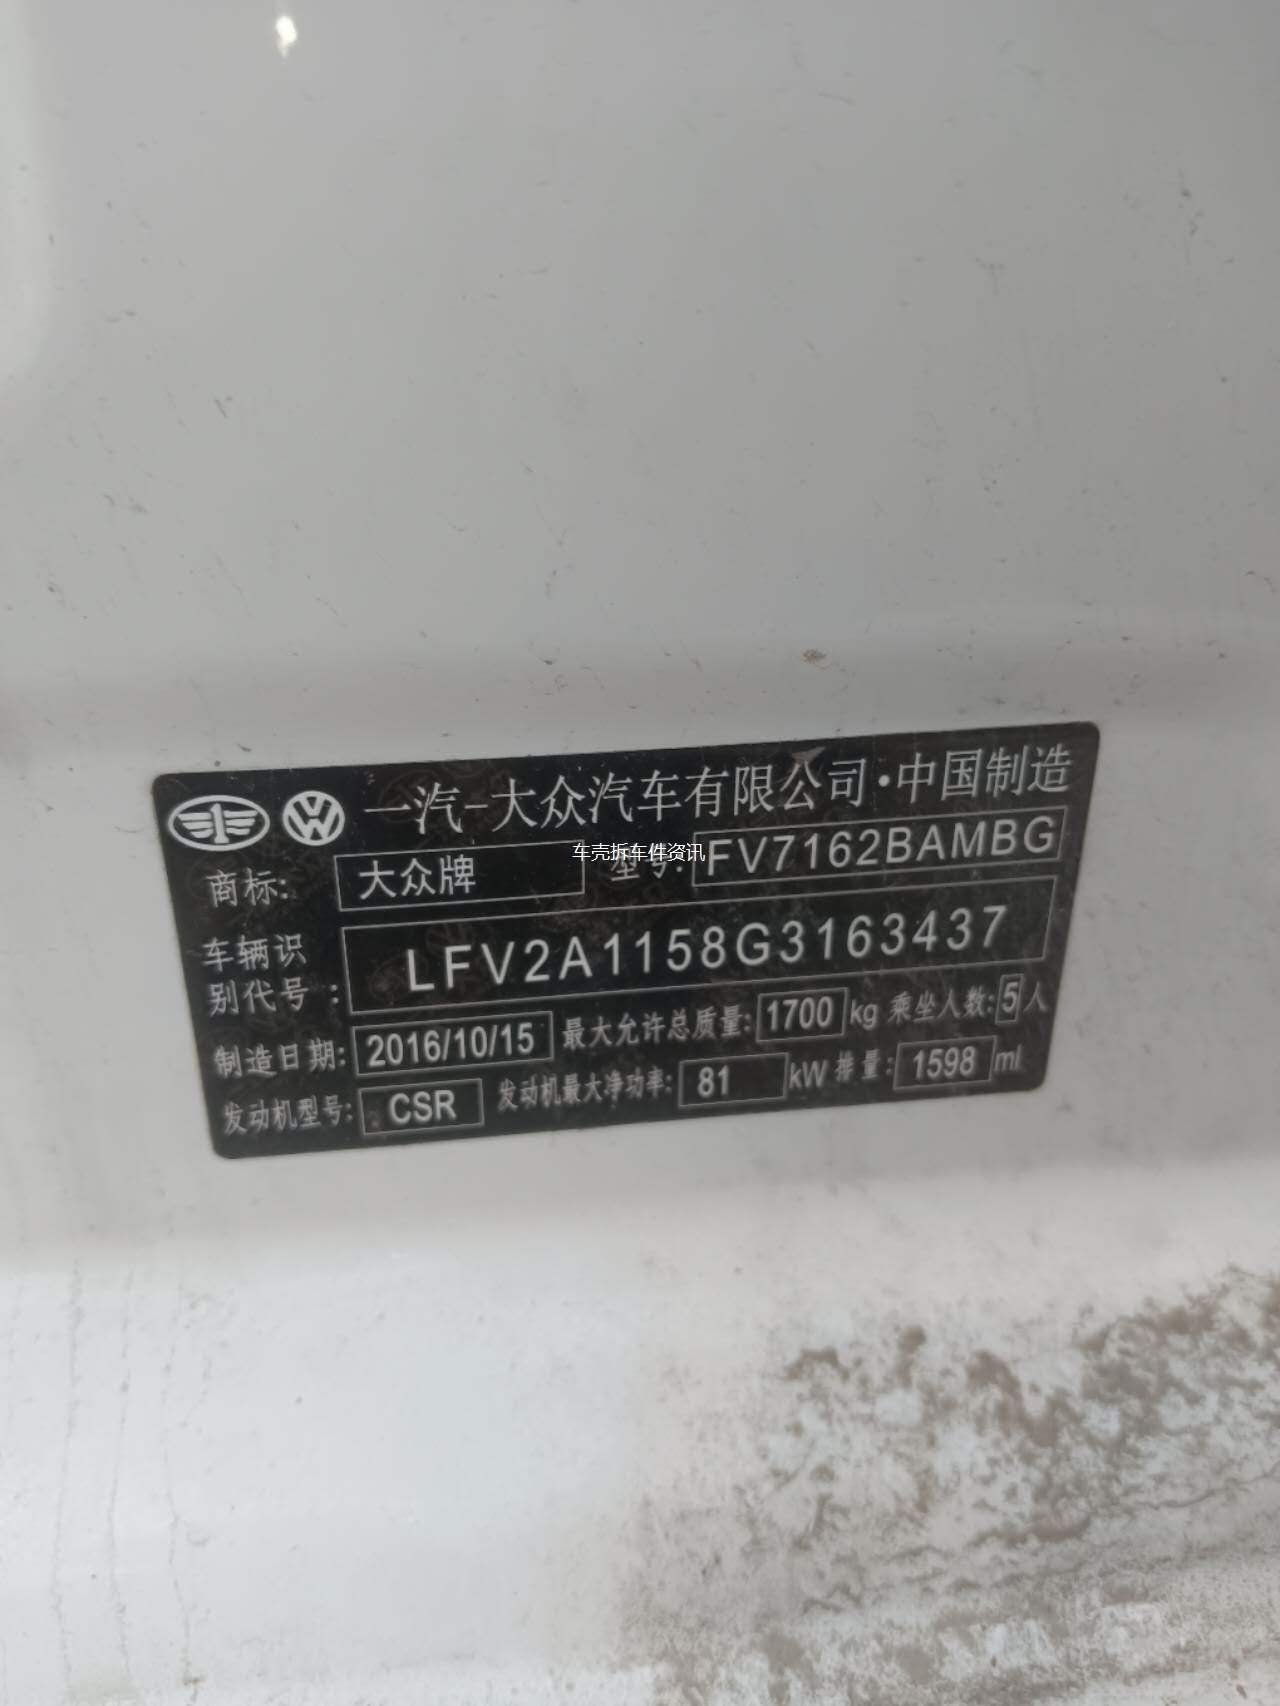 一汽-大众汽车有限公司·中国制造
商标: 大众牌 型号: FV7162BAMBG
车壳拆车件资讯
车辆识别代号: LFV2A1158G3163437
制造日期: 2016/10/15 最大允许总质量: 1700 kg 乘坐人数: 5 人
发动机型号: CSR 发动机最大净功率: 81 kW 排量: 1598 ml